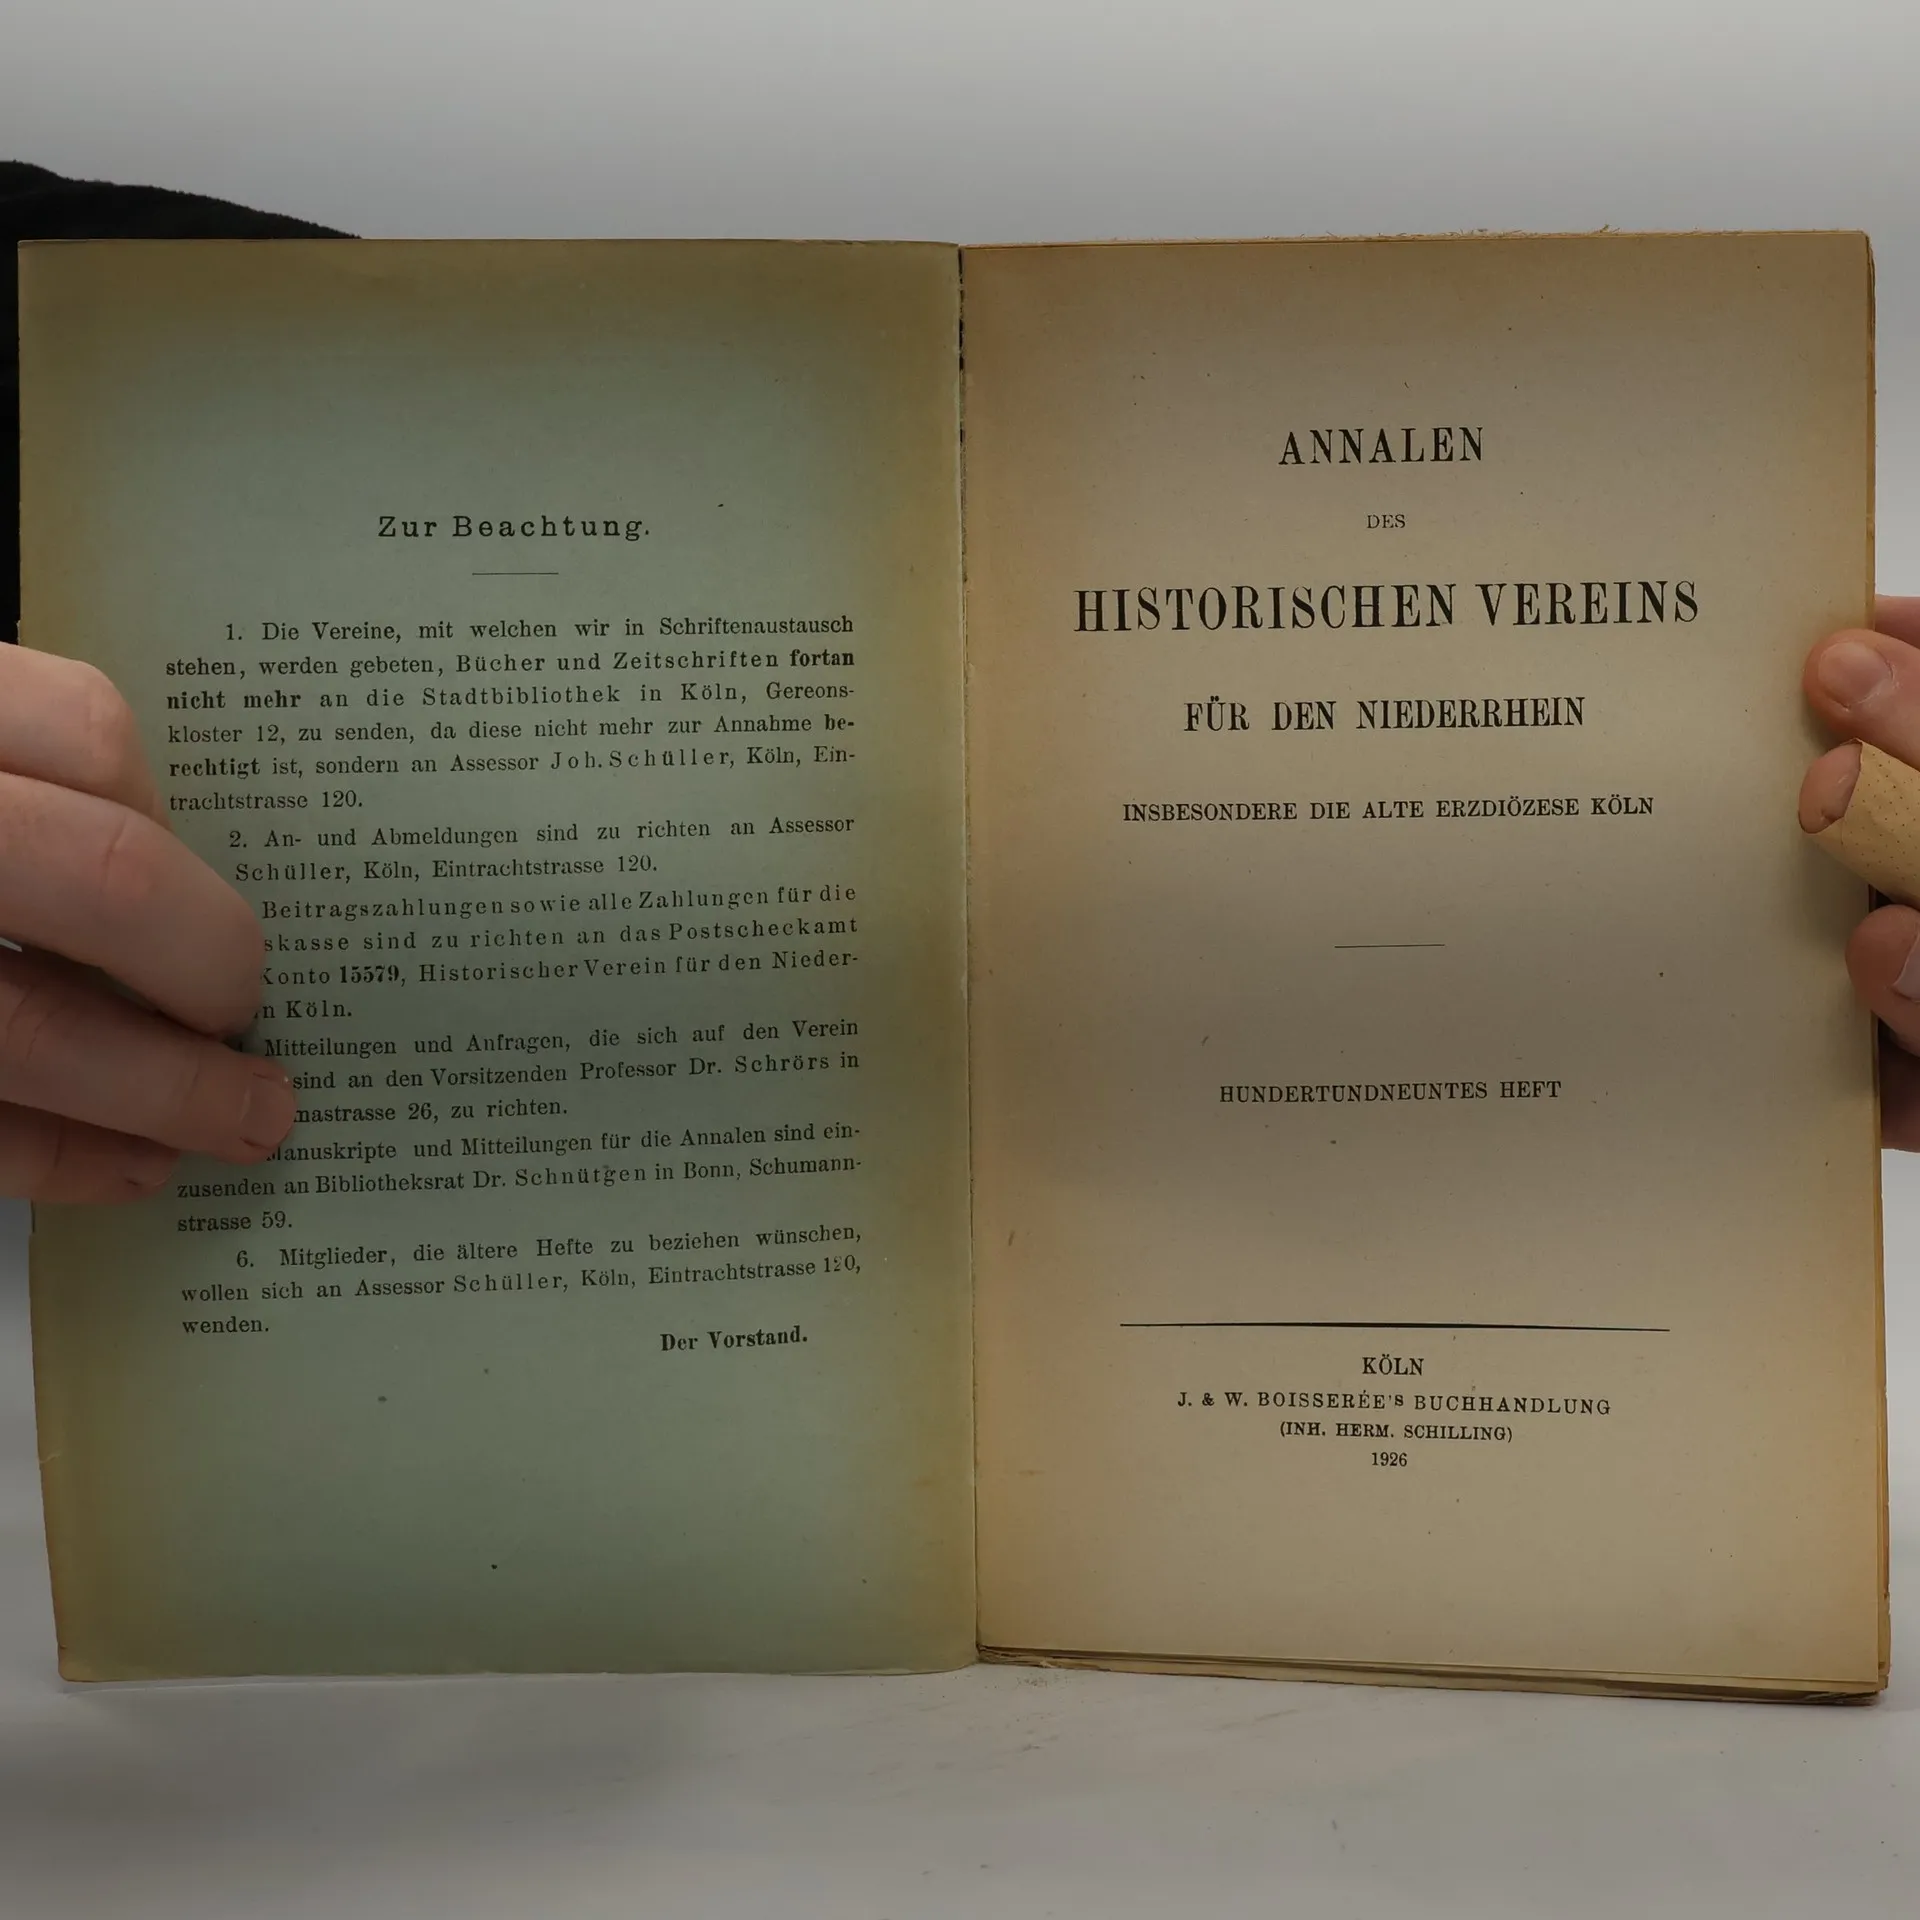 Zur Beachtung.
1. Die Vereine, mit welchen wir in Schriftenaustausch
stehen, werden gebeten, Bücher und Zeitschriften fortan
nicht mehr an die Stadtbibliothek in Köln, Gereons-
kloster 12, zu senden, da diese nicht mehr zur Annahme be-
rechtigt ist, sondern an Assessor Joh. Schüller, Köln, Ein-
trachtstrasse 120.
2. An- und Abmeldungen sind zu richten an Assessor
Schüller, Köln, Eintrachtstrasse 120.
Beitragszahlungen sowie alle Zahlungen für die
skasse sind zu richten an das Postscheckamt
Konto 15579, Historischer Verein für den Nieder-
in Köln.
Mitteilungen und Anfragen, die sich auf den Verein
sind an den Vorsitzenden Professor Dr. Schrörs in
mastrasse 26, zu richten.
Manuskripte und Mitteilungen für die Annalen sind ein-
zusenden an Bibliotheksrat Dr. Schnütgen in Bonn, Schumann-
strasse 59.
6. Mitglieder, die ältere Hefte zu beziehen wünschen,
wollen sich an Assessor Schüller, Köln, Eintrachtstrasse 120,
wenden.
Der Vorstand.
ANNALEN
DES
HISTORISCHEN VEREINS
FÜR DEN NIEDERRHEIN
INSBESONDERE DIE ALTE ERZDIÖZESE KÖLN
HUNDERTUNDNEUNTES HEFT
KÖLN
J. & W. BOISSERÉE'S BUCHHANDLUNG
(INH. HERM. SCHILLING)
1926